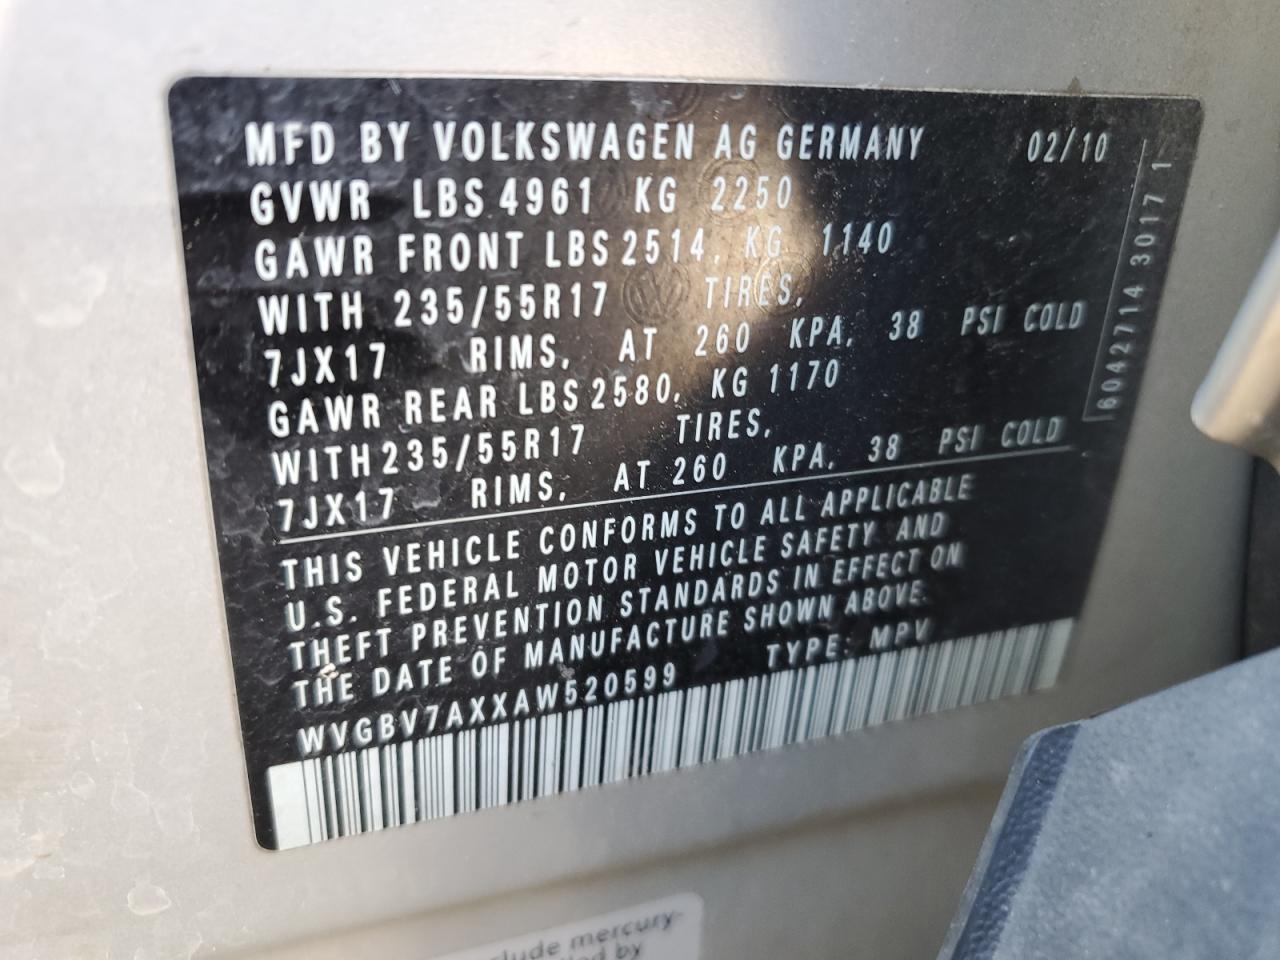 MFD BY VOLKSWAGEN AG GERMANY 02/10
GVWR LBS 4961 KG 2250
GAWR FRONT LBS 2514, KG 1140
WITH 235/55R17 TIRES,
7JX17 RIMS, AT 260 KPA, 38 PSI COLD
GAWR REAR LBS 2580, KG 1170
WITH 235/55R17 TIRES,
7JX17 RIMS, AT 260 KPA, 38 PSI COLD
THIS VEHICLE CONFORMS TO ALL APPLICABLE
U.S. FEDERAL MOTOR VEHICLE SAFETY AND
THEFT PREVENTION STANDARDS IN EFFECT ON
THE DATE OF MANUFACTURE SHOWN ABOVE.
WVGBV7AXXAW520599 TYPE: MPV
6042714 3017 1
mercury-
by